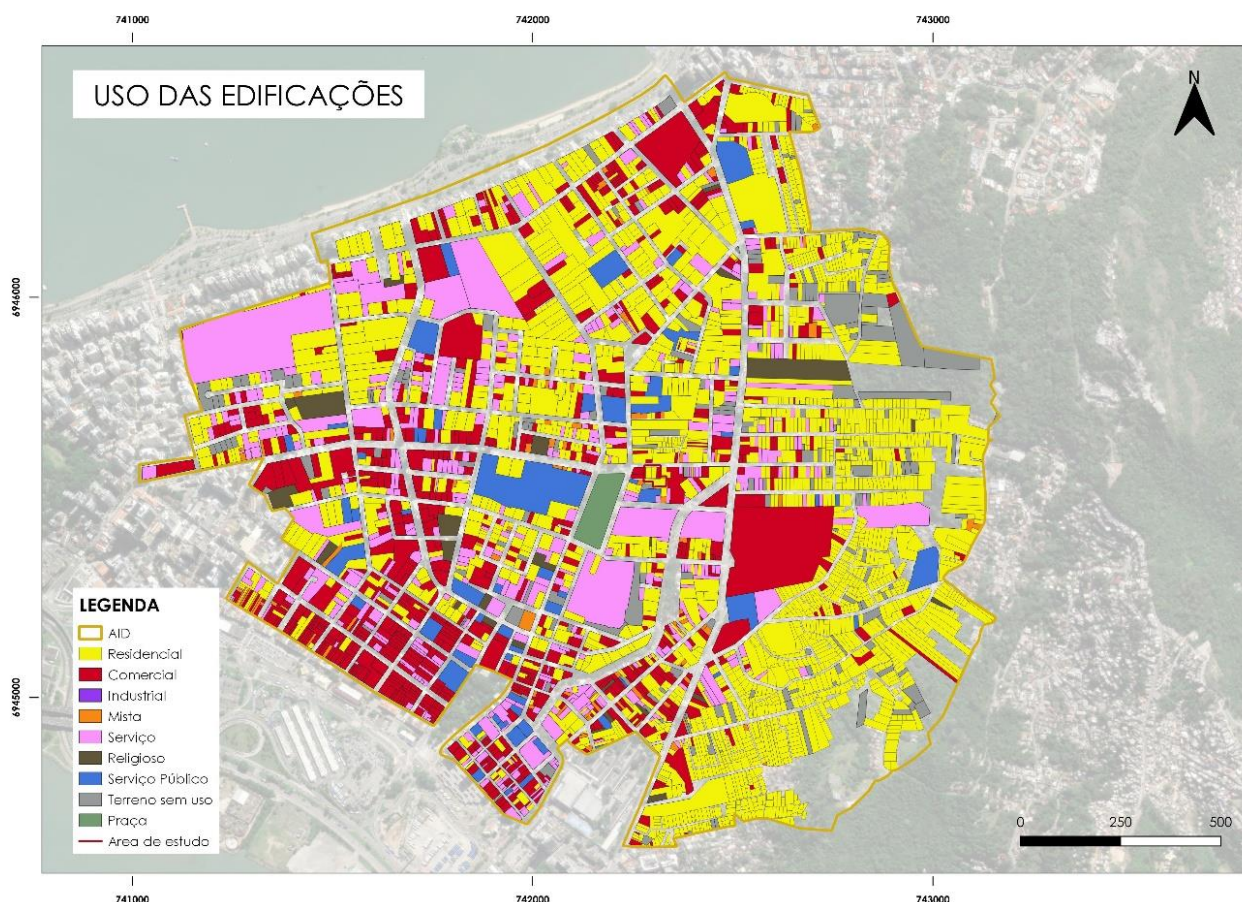 741000 742000 743000
USO DAS EDIFICAÇÕES
N
6946000
6945000
LEGENDA
AID
Residencial
Comercial
Industrial
Mista
Serviço
Religioso
Serviço Público
Terreno sem uso
Praça
Area de estudo
0 250 500
741000 742000 743000